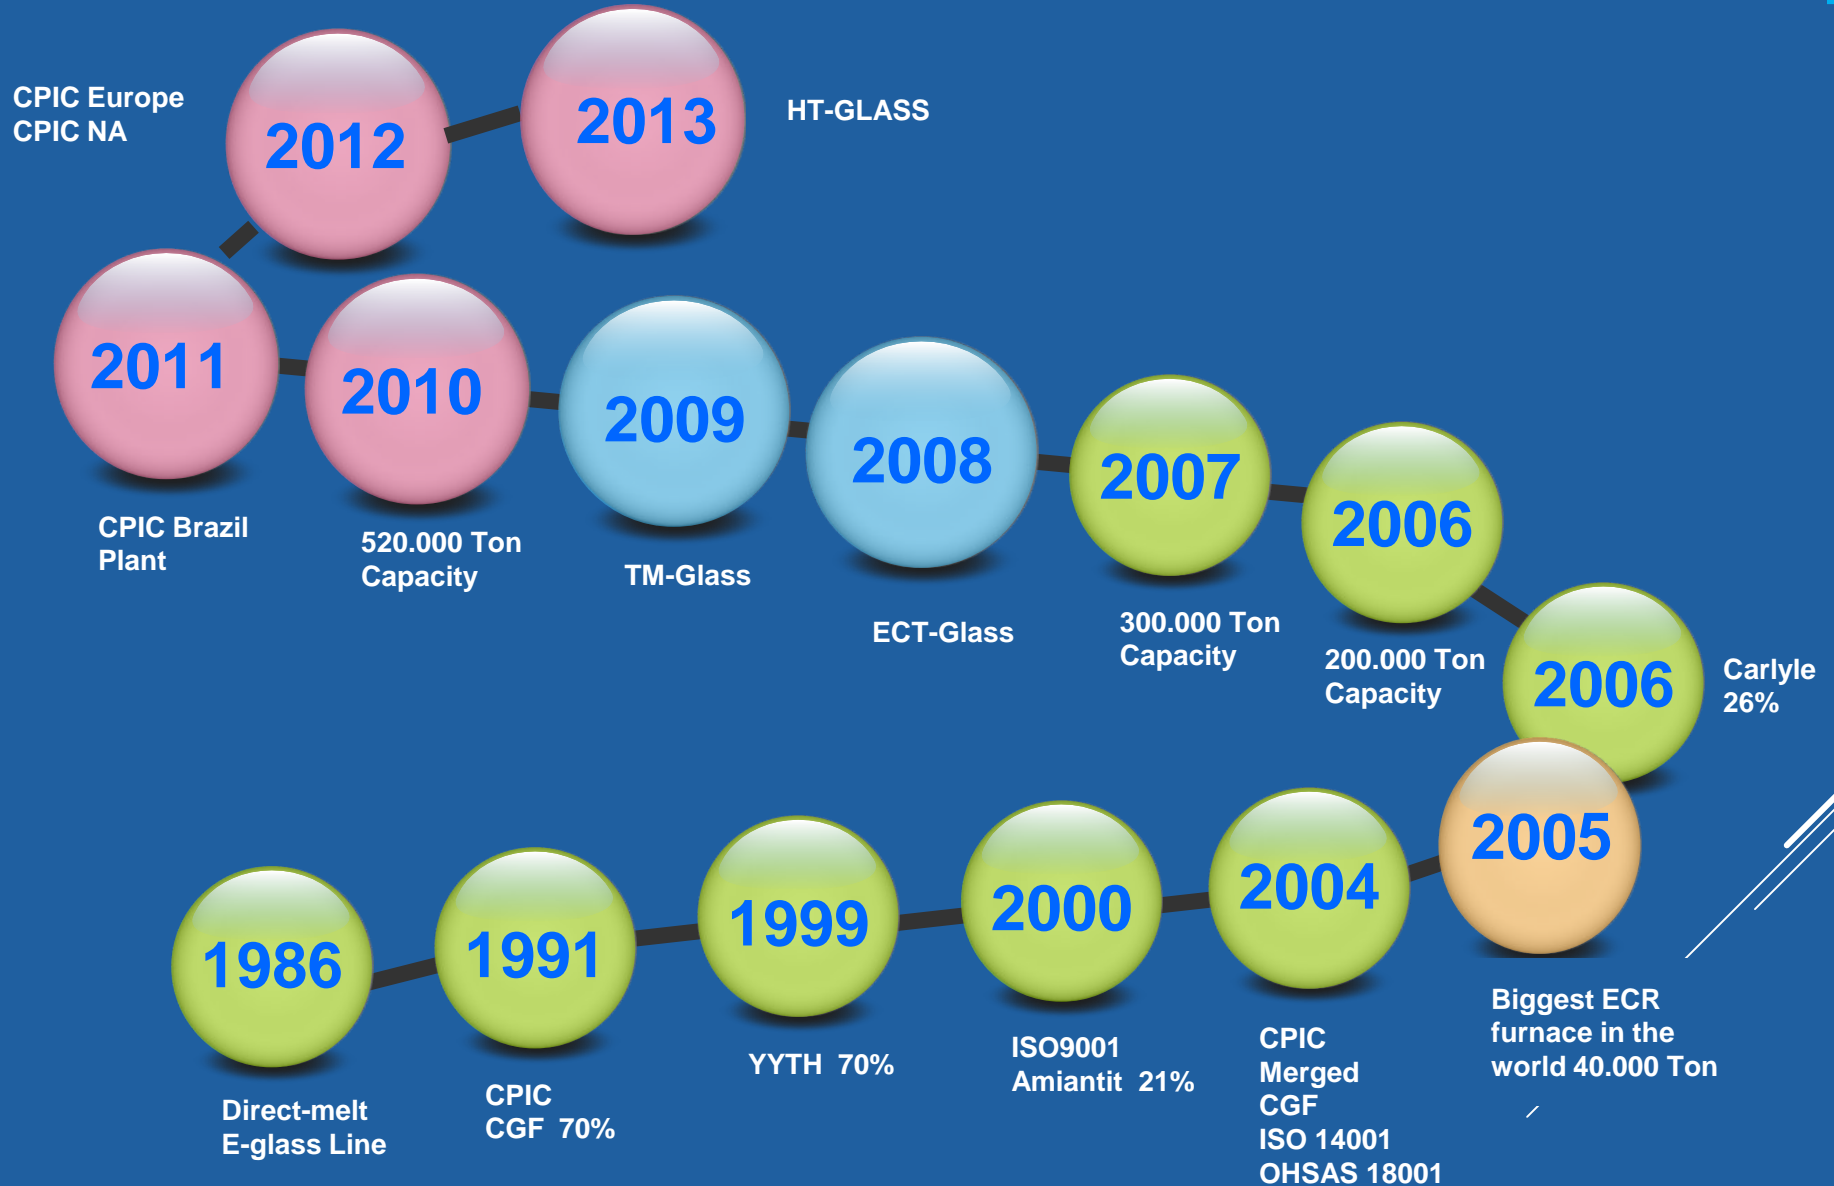 CPIC Europe
CPIC NA
2012
2013
HT-GLASS
2011
2010
2009
2008
2007
2006
2006
CPIC Brazil
Plant
520.000 Ton
Capacity
TM-Glass
ECT-Glass
300.000 Ton
Capacity
200.000 Ton
Capacity
Carlyle
26%
1986
1991
1999
2000
2004
2005
Direct-melt
E-glass Line
CPIC
CGF 70%
YYTH 70%
ISO9001
Amiantit 21%
CPIC
Merged
CGF
ISO 14001
OHSAS 18001
Biggest ECR
furnace in the
world 40.000 Ton